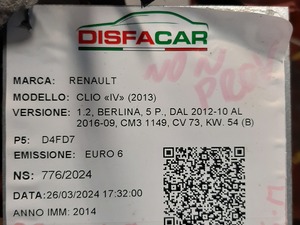 DISFACAR
MARCA: RENAULT
MODELLO: CLIO «IV» (2013)
VERSIONE: 1.2, BERLINA, 5 P., DAL 2012-10 AL
2016-09, CM3 1149, CV 73, KW. 54 (B)
P5: D4FD7
EMISSIONE: EURO 6
NS: 776/2024
DATA:26/03/2024 17:32:00
ANNO IMM: 2014